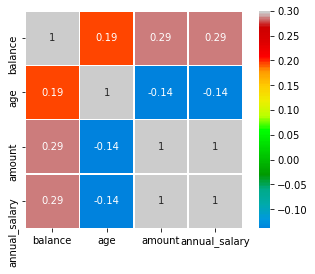 balance 1 0.19 0.29 0.29
age 0.19 1 -0.14 -0.14
amount 0.29 -0.14 1 1
annual_salary 0.29 -0.14 1 1
balance age amount annual_salary
0.30
0.25
0.20
0.15
0.10
0.05
0.00
−0.05
−0.10